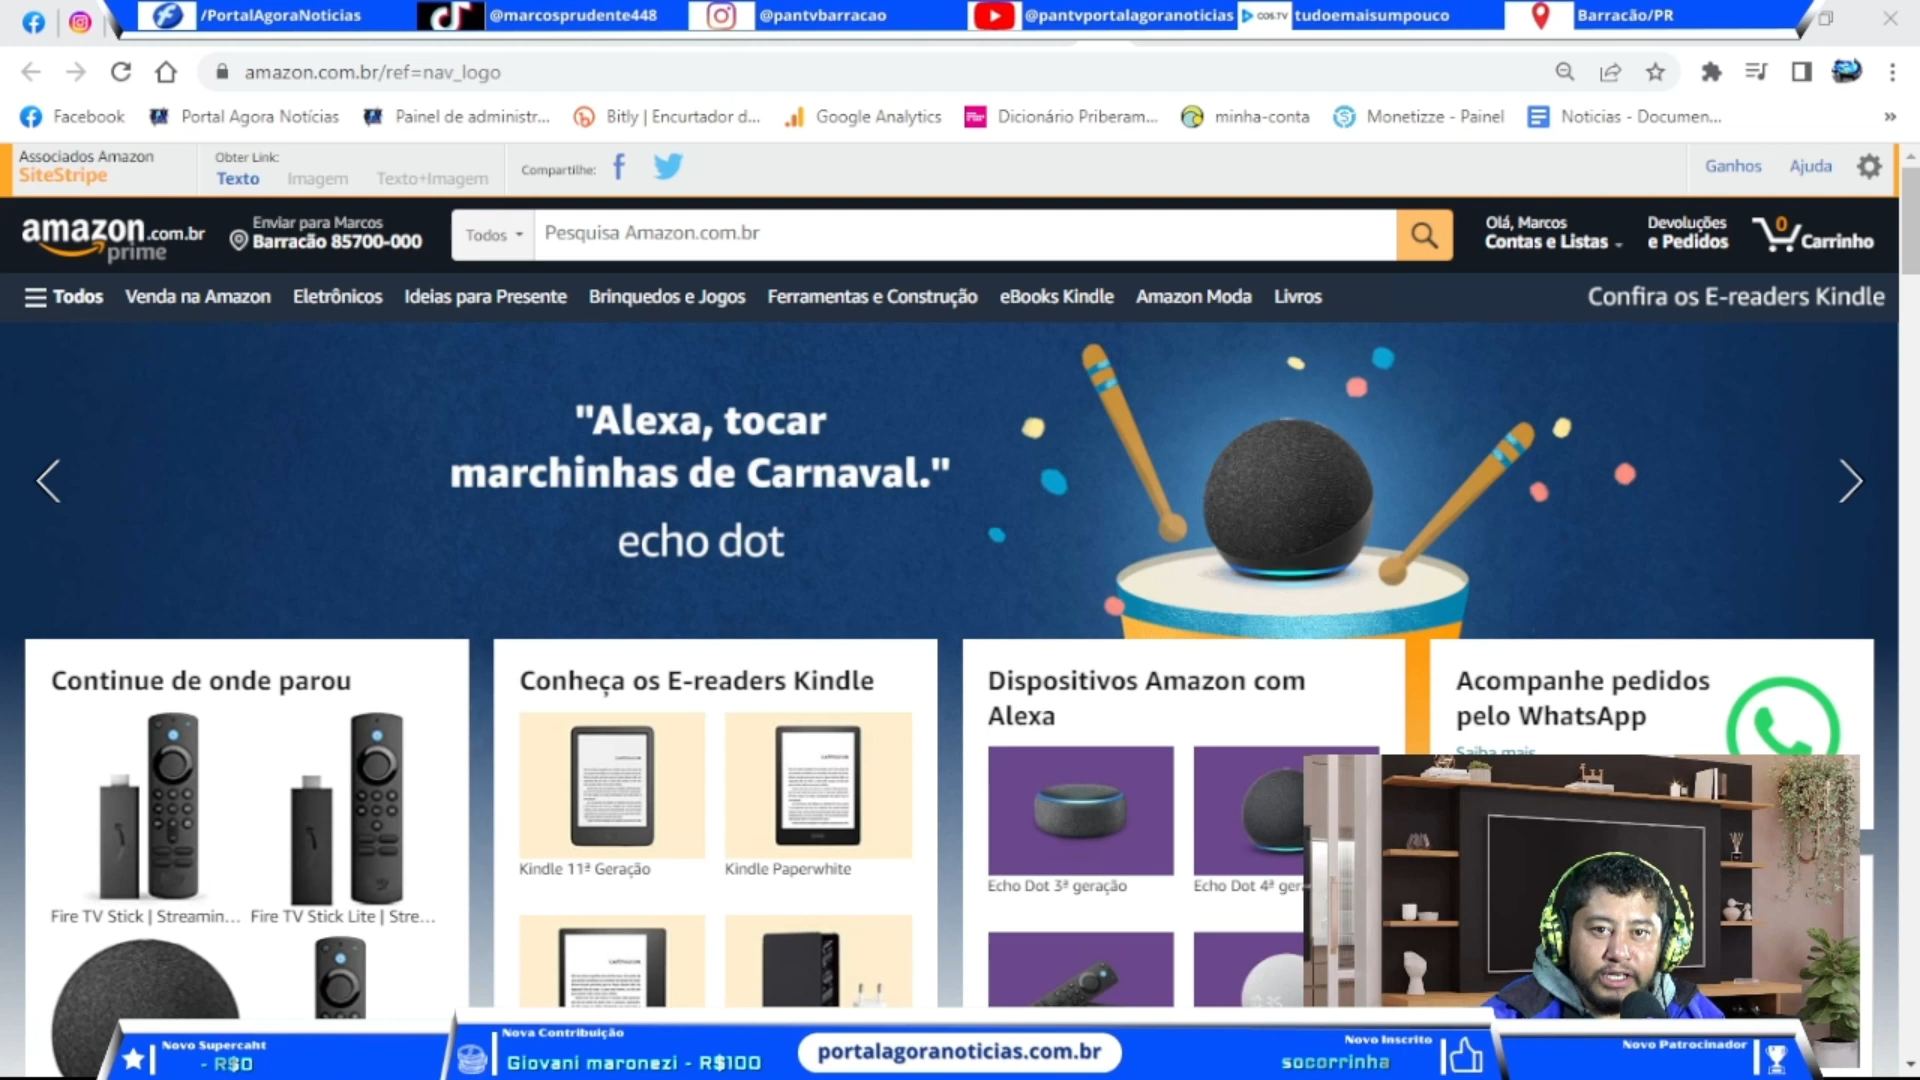 /PortalAgoraNoticias
@marcosprudente448
@pantvbarracao
@pantvportalagoranoticias
COS.TV
tudoemaisumpouco
Barracão/PR
amazon.com.br/ref=nav_logo
Facebook
Portal Agora Notícias
Painel de administr...
Bitly | Encurtador d...
Google Analytics
Dicionário Priberam...
minha-conta
Monetizze - Painel
Noticias - Documen...
»
Associados Amazon
SiteStripe
Obter Link:
Texto
Imagem
Texto+Imagem
Compartilhe:
Ganhos
Ajuda
amazon.com.br
prime
Enviar para Marcos
Barracão 85700-000
Todos
Pesquisa Amazon.com.br
Olá, Marcos
Contas e Listas
Devoluções
e Pedidos
0
Carrinho
Todos
Venda na Amazon
Eletrônicos
Ideias para Presente
Brinquedos e Jogos
Ferramentas e Construção
eBooks Kindle
Amazon Moda
Livros
Confira os E-readers Kindle
"Alexa, tocar
marchinhas de Carnaval."
echo dot
Continue de onde parou
Fire TV Stick | Streamin...
Fire TV Stick Lite | Stre...
Conheça os E-readers Kindle
Kindle 11ª Geração
Kindle Paperwhite
Dispositivos Amazon com
Alexa
Echo Dot 3ª geração
Echo Dot 4ª ger
Acompanhe pedidos
pelo WhatsApp
Saiba mais
Novo Supercaht
- R$0
Nova Contribuição
Giovani maronezi - R$100
portalagoranoticias.com.br
Novo Inscrito
socorrinha
Novo Patrocinador